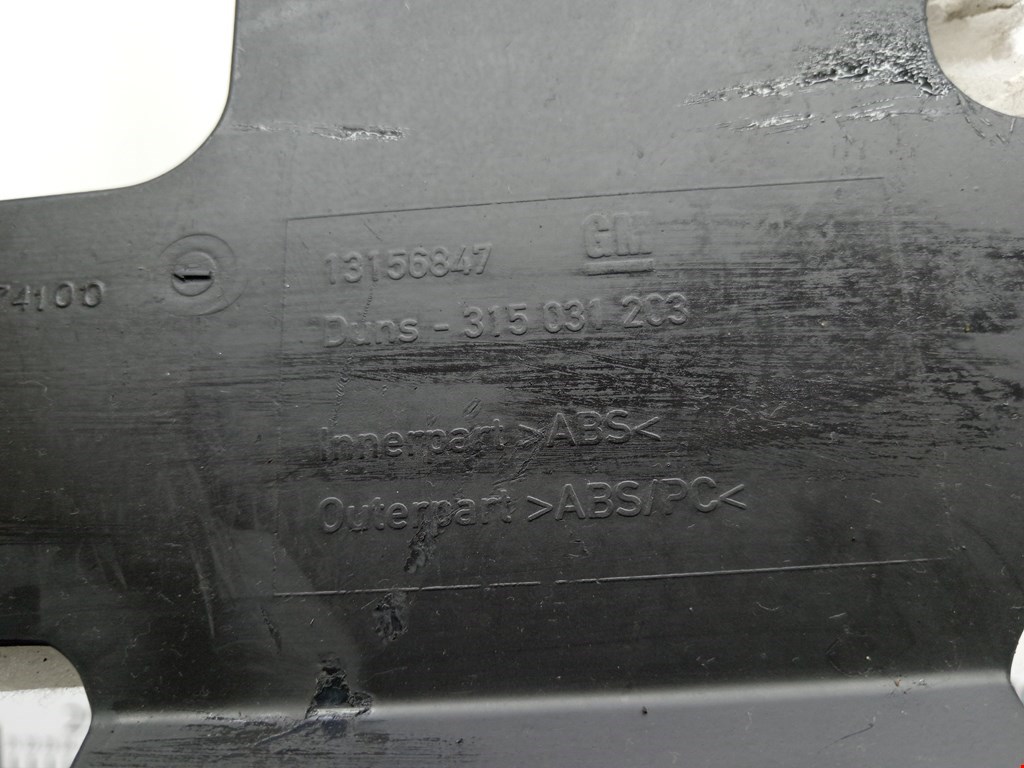 GM
13156847
74100
Duns - 315 031 203
Innerpart >ABS<
Outerpart >ABS/PC<